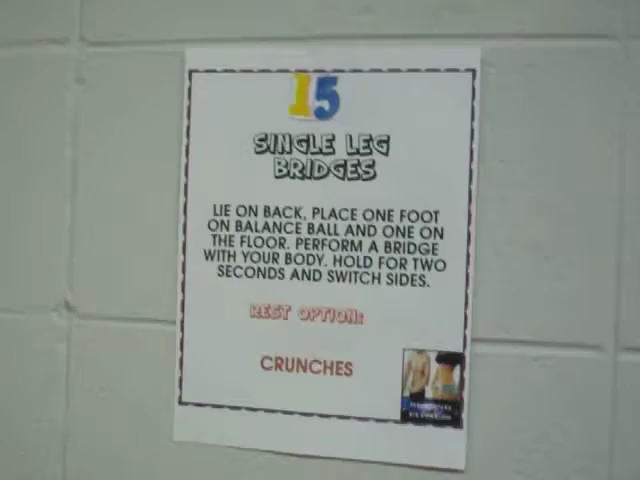 15
SINGLE LEG
BRIDGES
LIE ON BACK, PLACE ONE FOOT
ON BALANCE BALL AND ONE ON
THE FLOOR. PERFORM A BRIDGE
WITH YOUR BODY. HOLD FOR TWO
SECONDS AND SWITCH SIDES.
REST OPTION:
CRUNCHES